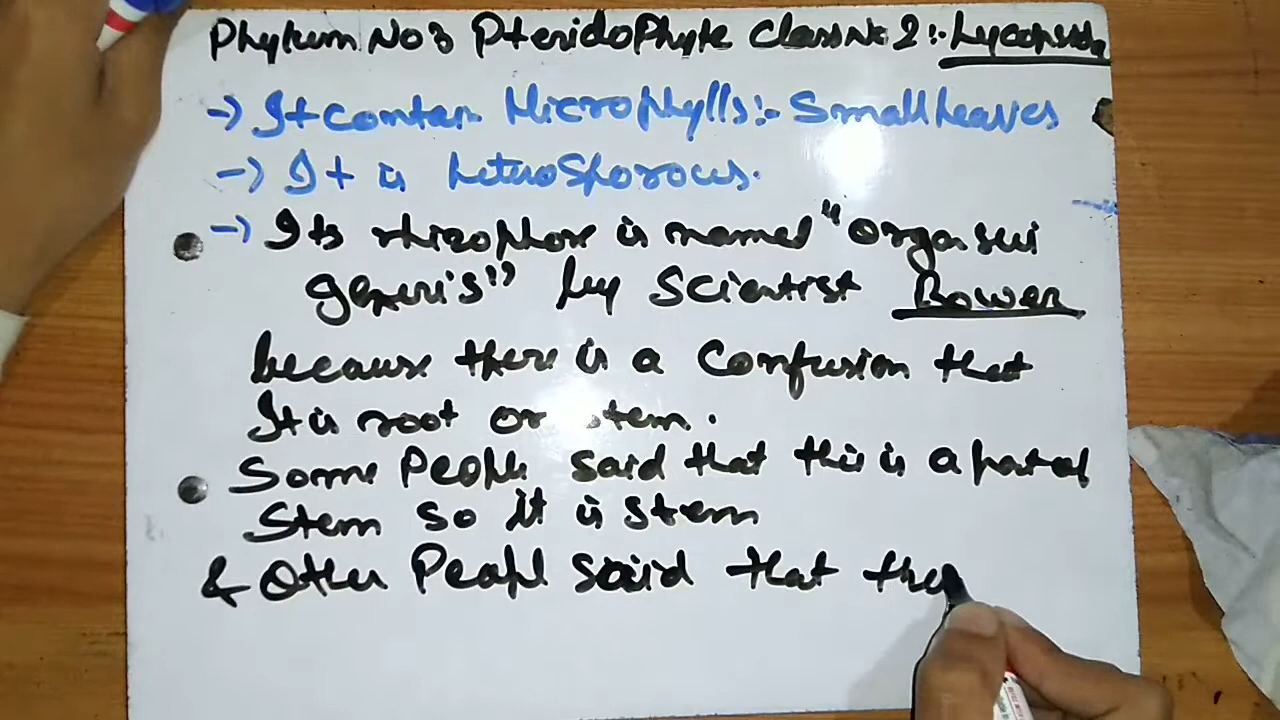 Phylum No 3 Pteridophyte Class No 2:- Lycopsida
→ It contain Microphylls:- Small leaves
→ It is heterosporous.
→ Its rhizophore is named "organ sui
generis" by Scientist Bower
because there is a Confusion that
It is root or stem.
Some People said that this is a part of
Stem so it is stem
& Other People said that the